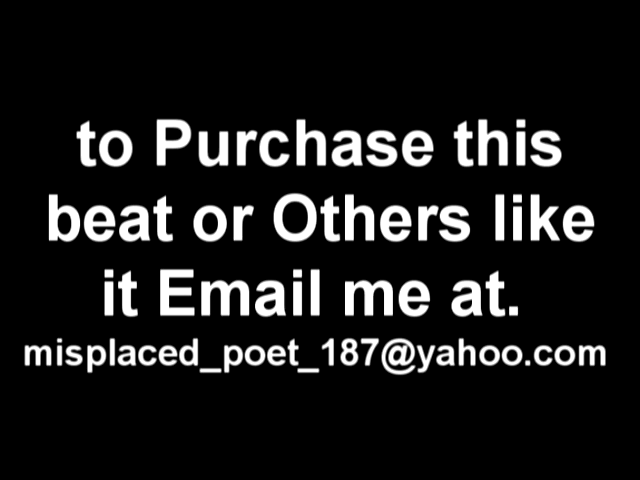 to Purchase this
beat or Others like
it Email me at.
misplaced_poet_187@yahoo.com